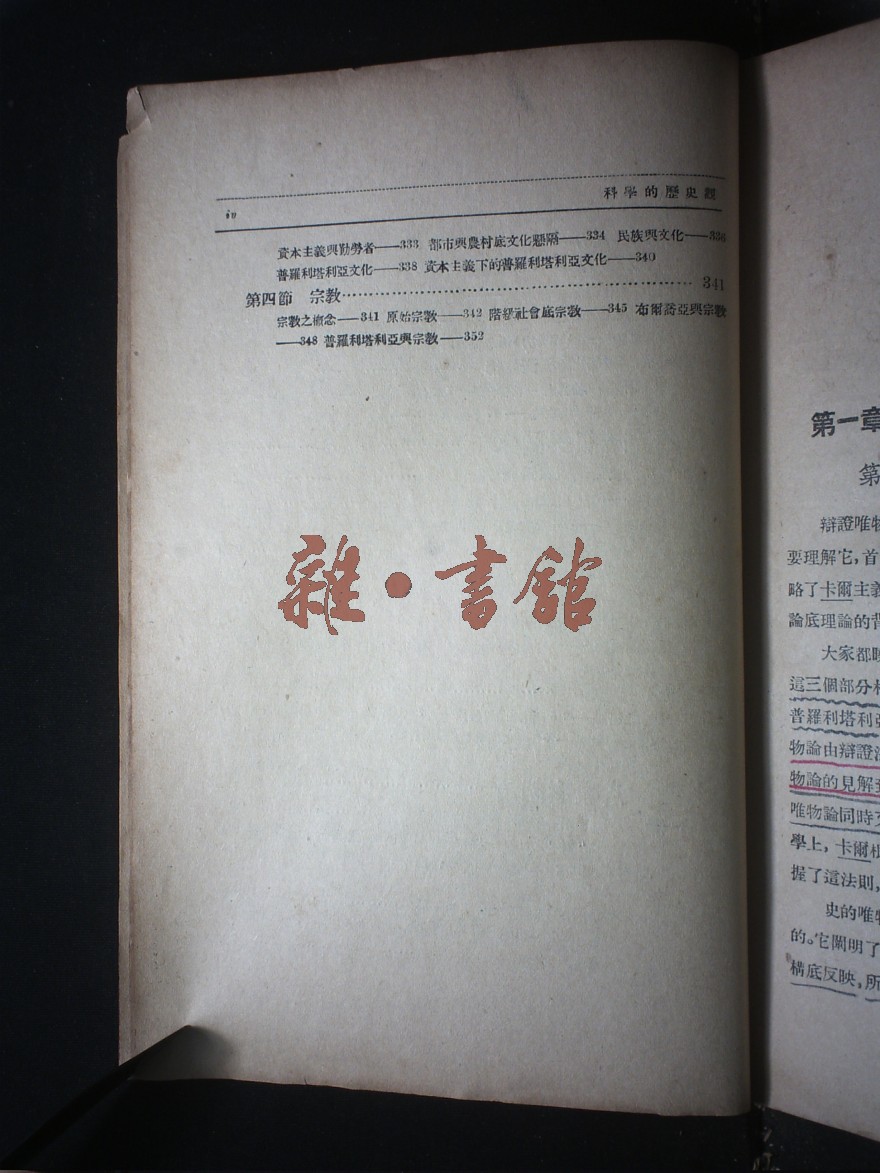 科學的歷史觀
資本主義與勤勞者——333 都市與農村底文化懸隔——334 民族與文化——336
普羅利塔利亞文化——338 資本主義下的普羅利塔利亞文化——340
第四節 宗教……341
宗教之概念——341 原始宗教——342 階級社會底宗教——345 布爾喬亞與宗教
——348 普羅利塔利亞與宗教——352
雜·書館
第一章
第
辯證唯物
要理解它,首
略了卡爾主義
論底理論的背
大家都
這三個部分
普羅利塔利亞
物論由辯證法
物論的見解
唯物論同時
學上,卡爾
握了這法則,
史的唯物
的。它闡明了
構底反映,所